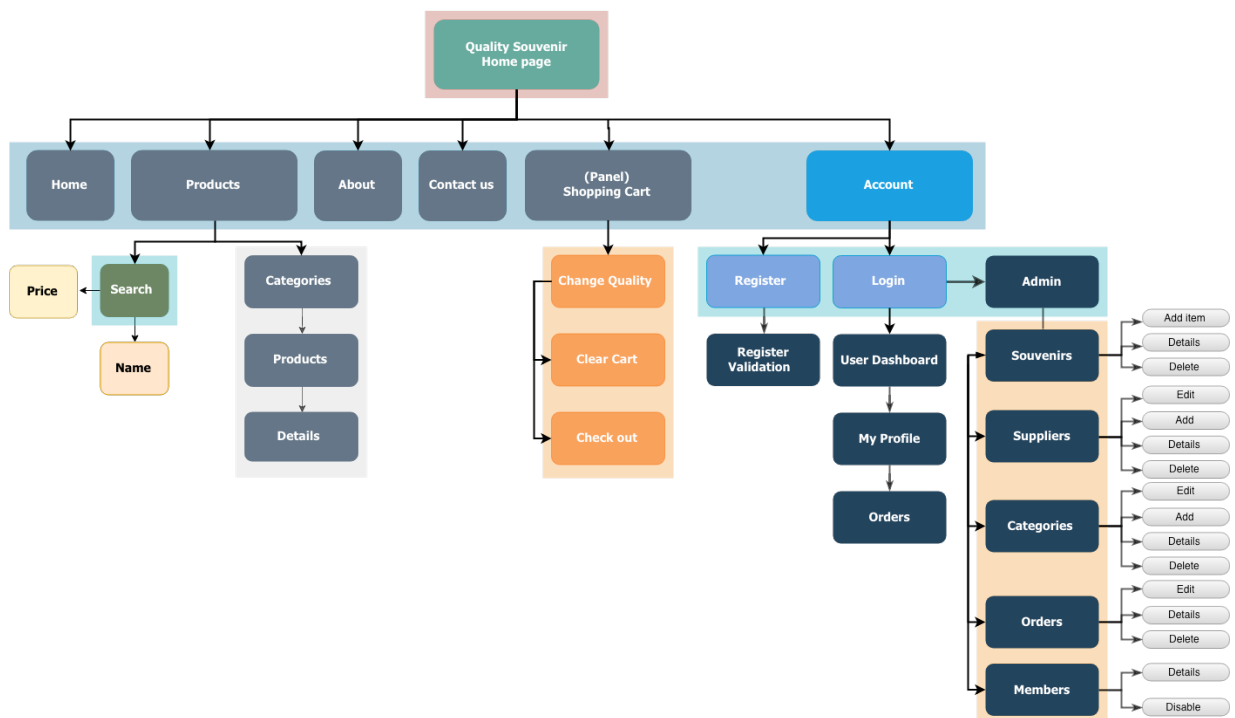 Quality Souvenir
Home page
Home
Products
About
Contact us
(Panel)
Shopping Cart
Account
Price
Search
Name
Categories
Products
Details
Change Quality
Clear Cart
Check out
Register
Login
Admin
Register
Validation
User Dashboard
My Profile
Orders
Souvenirs
Add item
Details
Delete
Suppliers
Edit
Add
Details
Delete
Categories
Edit
Add
Details
Delete
Orders
Edit
Details
Delete
Members
Details
Disable